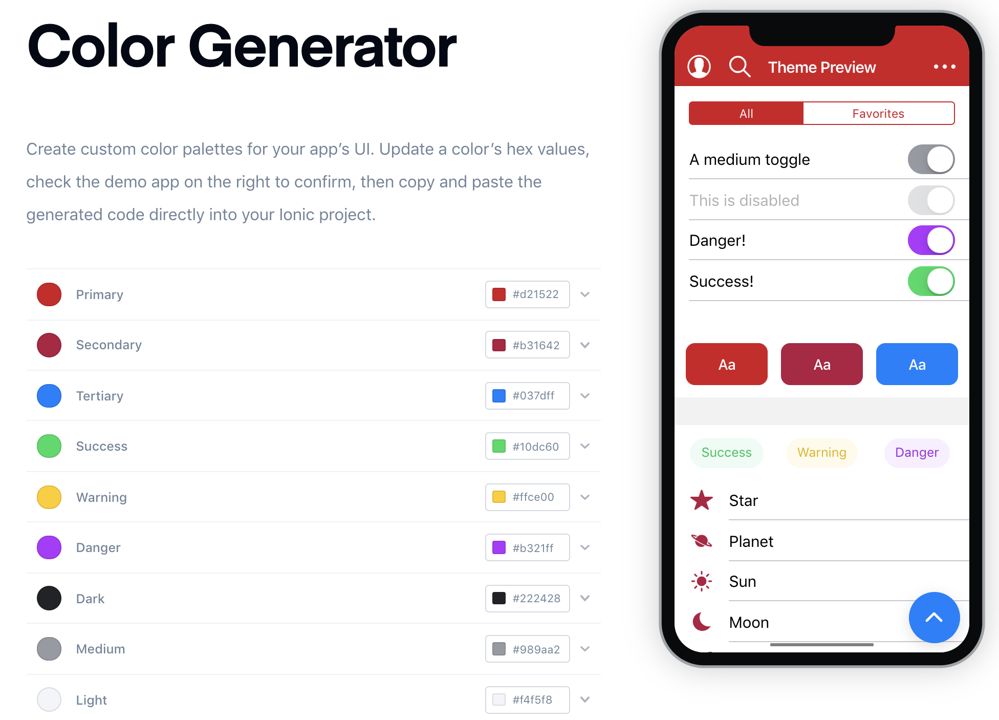 Color Generator
Create custom color palettes for your app’s UI. Update a color’s hex values,
check the demo app on the right to confirm, then copy and paste the
generated code directly into your Ionic project.
Primary #d21522
Secondary #b31642
Tertiary #037dff
Success #10dc60
Warning #ffce00
Danger #b321ff
Dark #222428
Medium #989aa2
Light #f4f5f8
Theme Preview
All Favorites
A medium toggle
This is disabled
Danger!
Success!
Aa Aa Aa
Success Warning Danger
Star
Planet
Sun
Moon